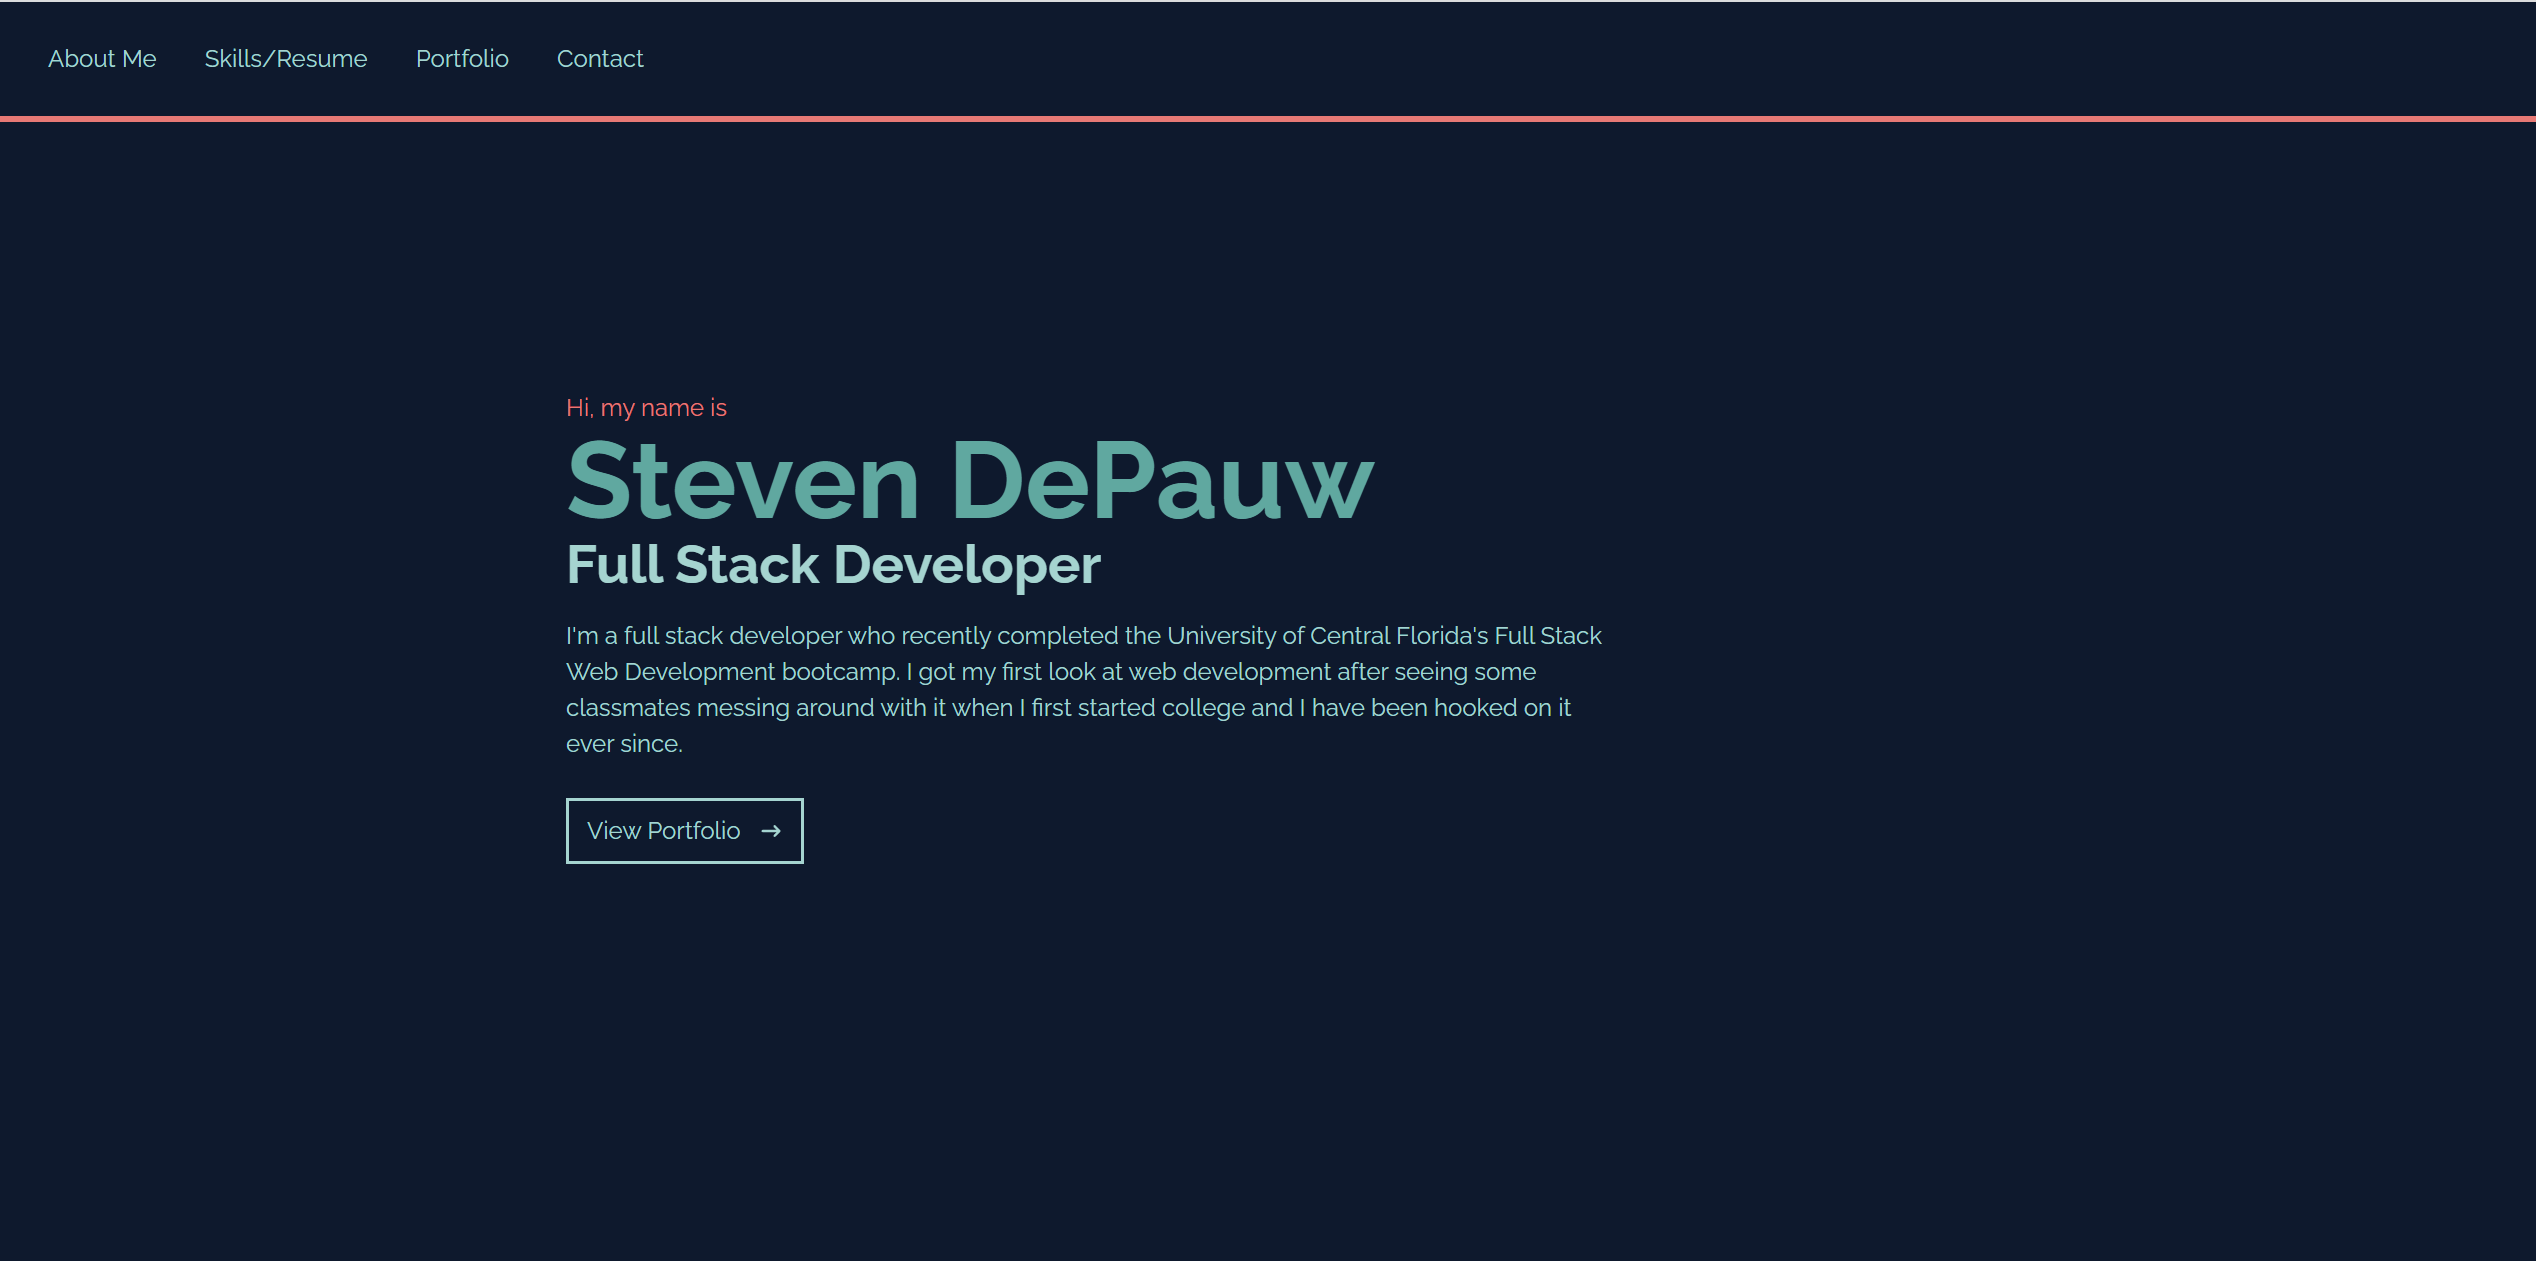 About Me Skills/Resume Portfolio Contact
Hi, my name is
Steven DePauw
Full Stack Developer
I'm a full stack developer who recently completed the University of Central Florida's Full Stack
Web Development bootcamp. I got my first look at web development after seeing some
classmates messing around with it when I first started college and I have been hooked on it
ever since.
View Portfolio →